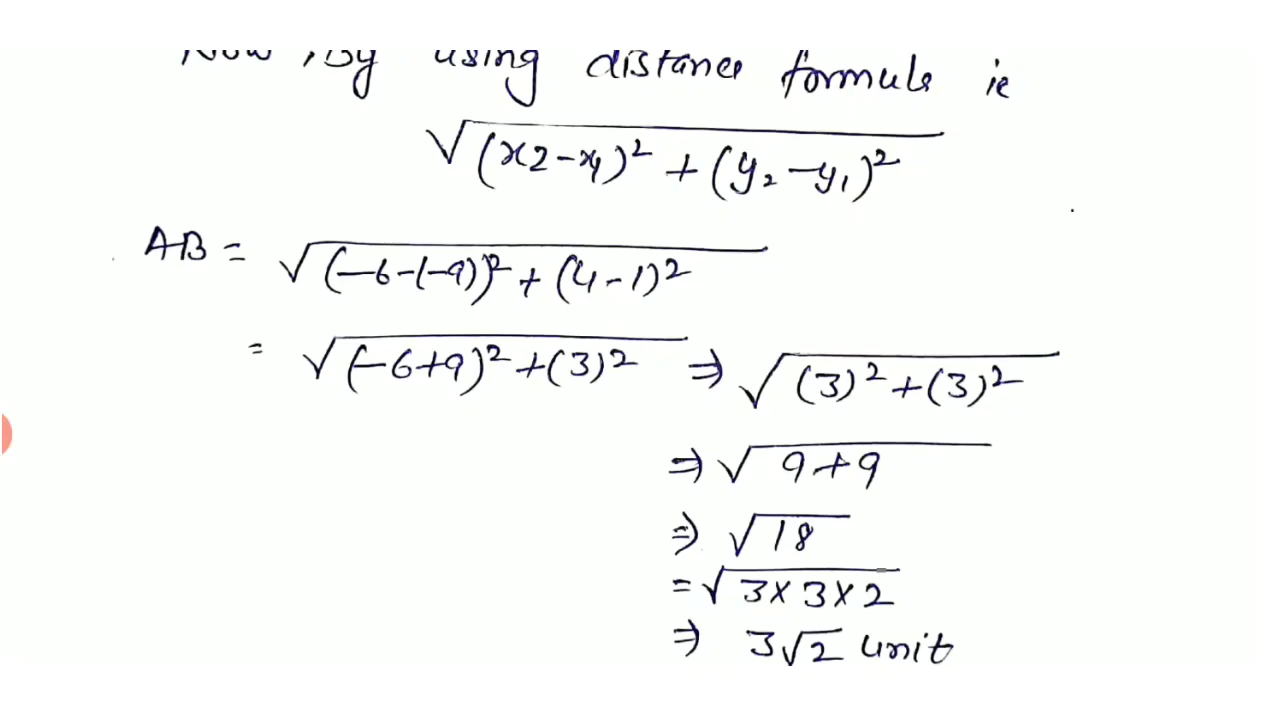 Now, By using distance formula ie
√(x2-x1)² + (y₂-y₁)²
AB = √(-6-(-9))² + (4-1)²
= √(-6+9)² + (3)² ⇒ √(3)² + (3)²
⇒ √9+9
⇒ √18
= √3×3×2
⇒ 3√2 unit